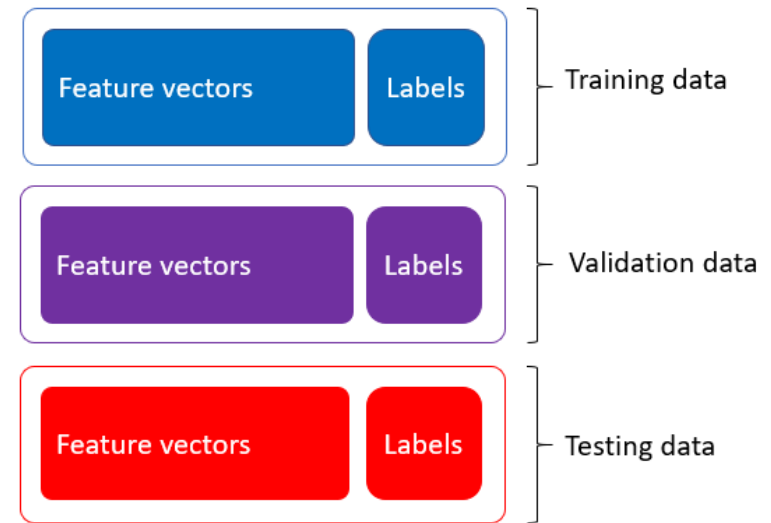 Feature vectors
Labels
Training data
Feature vectors
Labels
Validation data
Feature vectors
Labels
Testing data